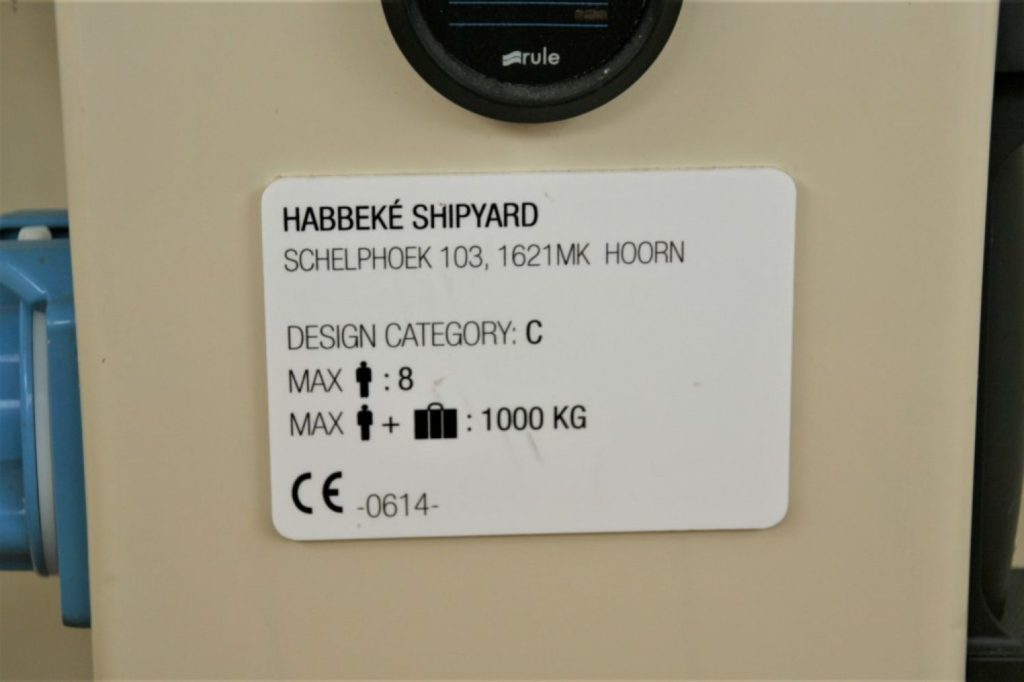 rule
HABBEKÉ SHIPYARD
SCHELPHOEK 103, 1621MK HOORN
DESIGN CATEGORY: C
MAX : 8
MAX + : 1000 KG
CE -0614-